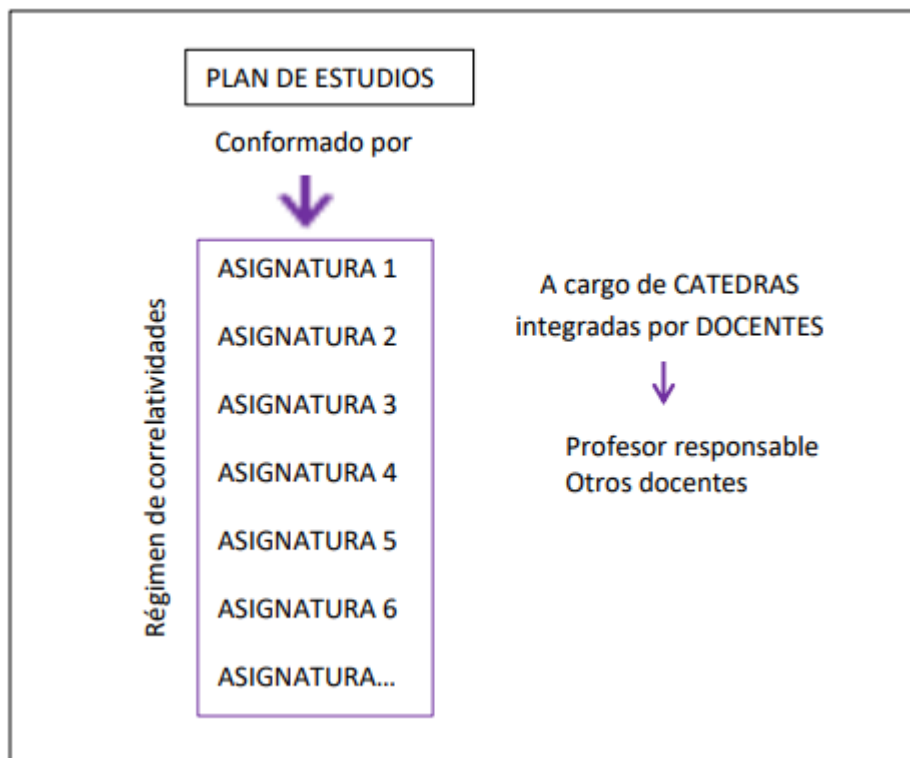 PLAN DE ESTUDIOS
Conformado por
Régimen de correlatividades
ASIGNATURA 1
ASIGNATURA 2
ASIGNATURA 3
ASIGNATURA 4
ASIGNATURA 5
ASIGNATURA 6
ASIGNATURA...
A cargo de CATEDRAS
integradas por DOCENTES
Profesor responsable
Otros docentes